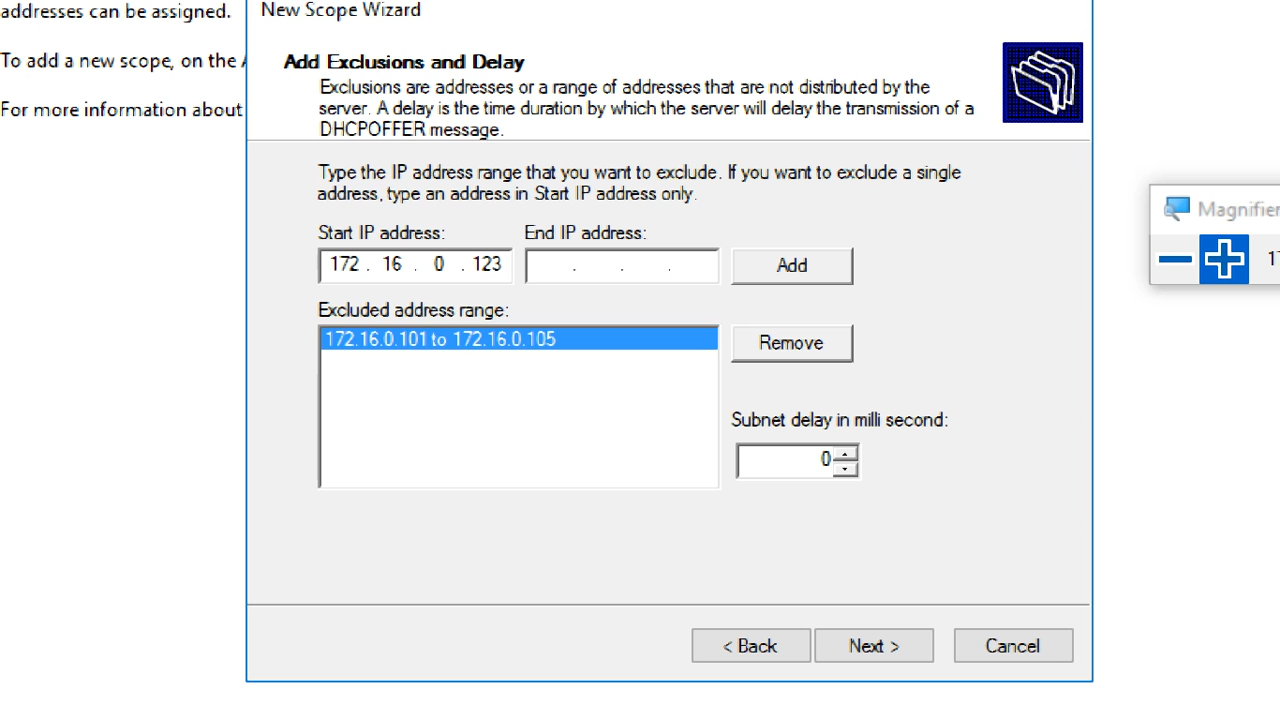 addresses can be assigned.
To add a new scope, on the
For more information about
New Scope Wizard
Add Exclusions and Delay
Exclusions are addresses or a range of addresses that are not distributed by the
server. A delay is the time duration by which the server will delay the transmission of a
DHCPOFFER message.
Type the IP address range that you want to exclude. If you want to exclude a single
address, type an address in Start IP address only.
Start IP address:
End IP address:
172 . 16 . 0 . 123
. . .
Add
Excluded address range:
172.16.0.101 to 172.16.0.105
Remove
Subnet delay in milli second:
0
< Back
Next >
Cancel
Magnifier